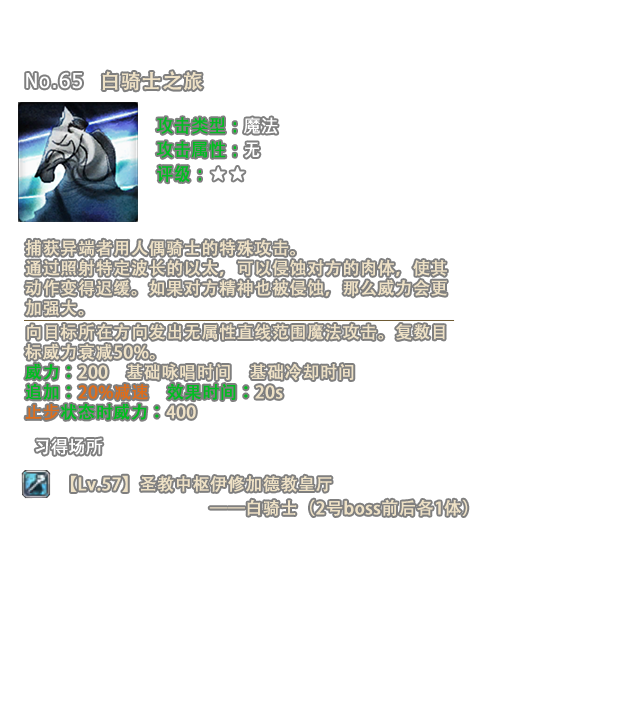 No.65 白骑士之旅
攻击类型：魔法
攻击属性：无
评级：☆☆
捕获异端者用人偶骑士的特殊攻击。
通过照射特定波长的以太，可以侵蚀对方的肉体，使其
动作变得迟缓。如果对方精神也被侵蚀，那么威力会更
加强大。
向目标所在方向发出无属性直线范围魔法攻击。复数目
标威力衰减50%。
威力：200 基础咏唱时间 基础冷却时间
追加：20%减速 效果时间：20s
止步状态时威力：400
习得场所
【Lv.57】圣教中枢伊修加德教皇厅
——白骑士（2号boss前后各1体）